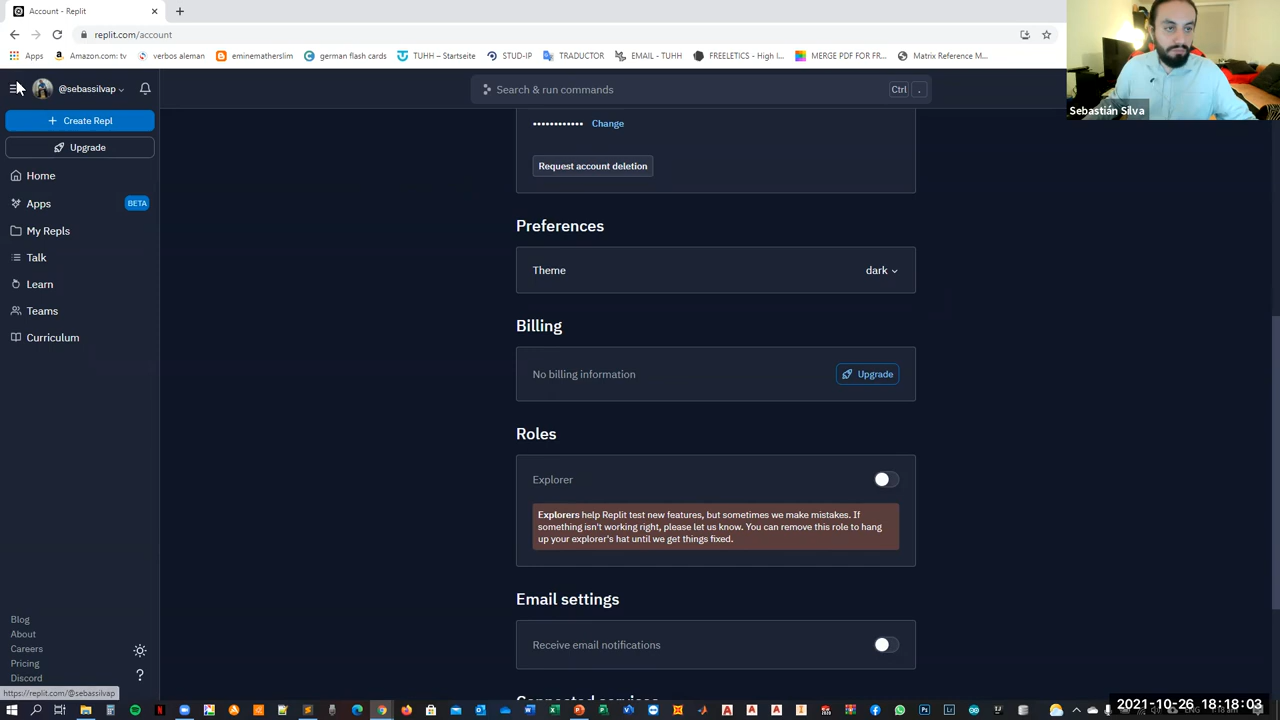 Account - Replit
replit.com/account
Apps
Amazon.com: tv
verbos aleman
eminematherslim
german flash cards
TUHH – Startseite
STUD-IP
TRADUCTOR
EMAIL - TUHH
FREELETICS - High I...
MERGE PDF FOR FR...
Matrix Reference M...
Sebastián Silva
@sebassilvap
Search & run commands
Ctrl .
Create Repl
Upgrade
Home
Apps BETA
My Repls
Talk
Learn
Teams
Curriculum
•••••••••••• Change
Request account deletion
Preferences
Theme dark
Billing
No billing information Upgrade
Roles
Explorer
Explorers help Replit test new features, but sometimes we make mistakes. If
something isn't working right, please let us know. You can remove this role to hang
up your explorer's hat until we get things fixed.
Email settings
Receive email notifications
Connected services
Blog
About
Careers
Pricing
Discord
https://replit.com/@sebassilvap
2021-10-26 18:18:03